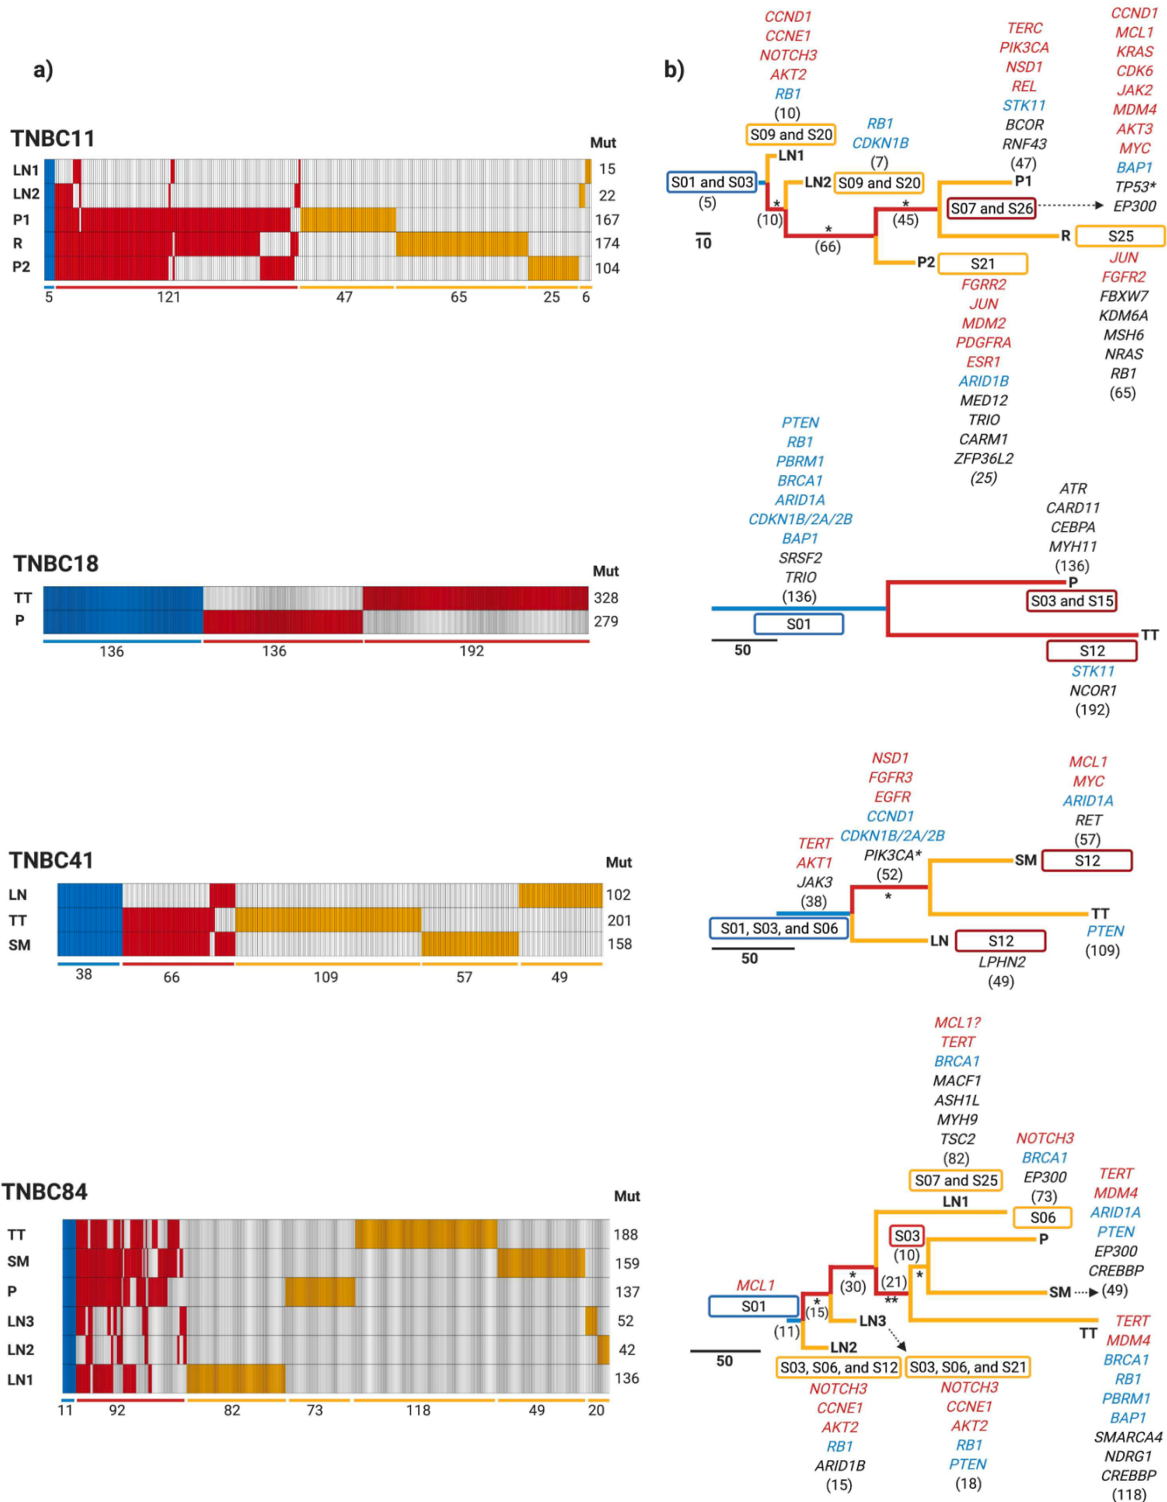 a)
TNBC11
Mut
LN1 15
LN2 22
P1 167
R 174
P2 104
5 121 47 65 25 6
TNBC18
Mut
TT 328
P 279
136 136 192
TNBC41
Mut
LN 102
TT 201
SM 158
38 66 109 57 49
TNBC84
Mut
TT 188
SM 159
P 137
LN3 52
LN2 42
LN1 136
11 92 82 73 118 49 20
b)
CCND1
CCNE1
NOTCH3
AKT2
RB1
(10)
S09 and S20
LN1
S01 and S03
(5)
10
*
(10)
RB1
CDKN1B
(7)
LN2
S09 and S20
*
(66)
*
(45)
TERC
PIK3CA
NSD1
REL
STK11
BCOR
RNF43
(47)
P1
S07 and S26
CCND1
MCL1
KRAS
CDK6
JAK2
MDM4
AKT3
MYC
BAP1
TP53*
EP300
R
S25
JUN
FGFR2
FBXW7
KDM6A
MSH6
NRAS
RB1
(65)
P2
S21
FGRR2
JUN
MDM2
PDGFRA
ESR1
ARID1B
MED12
TRIO
CARM1
ZFP36L2
(25)
PTEN
RB1
PBRM1
BRCA1
ARID1A
CDKN1B/2A/2B
BAP1
SRSF2
TRIO
(136)
S01
50
ATR
CARD11
CEBPA
MYH11
(136)
P
S03 and S15
TT
S12
STK11
NCOR1
(192)
TERT
AKT1
JAK3
(38)
S01, S03, and S06
50
NSD1
FGFR3
EGFR
CCND1
CDKN1B/2A/2B
PIK3CA*
(52)
*
MCL1
MYC
ARID1A
RET
(57)
SM
S12
TT
PTEN
(109)
LN
S12
LPHN2
(49)
MCL1?
TERT
BRCA1
MACF1
ASH1L
MYH9
TSC2
(82)
S07 and S25
LN1
NOTCH3
BRCA1
EP300
(73)
S06
P
S03
(10)
*
TERT
MDM4
ARID1A
PTEN
EP300
CREBBP
(49)
SM
MCL1
S01
(11)
50
*
(15)
*
(30)
(21)
**
LN3
LN2
TT
S03, S06, and S12
NOTCH3
CCNE1
AKT2
RB1
ARID1B
(15)
S03, S06, and S21
NOTCH3
CCNE1
AKT2
RB1
PTEN
(18)
TERT
MDM4
BRCA1
RB1
PBRM1
BAP1
SMARCA4
NDRG1
CREBBP
(118)